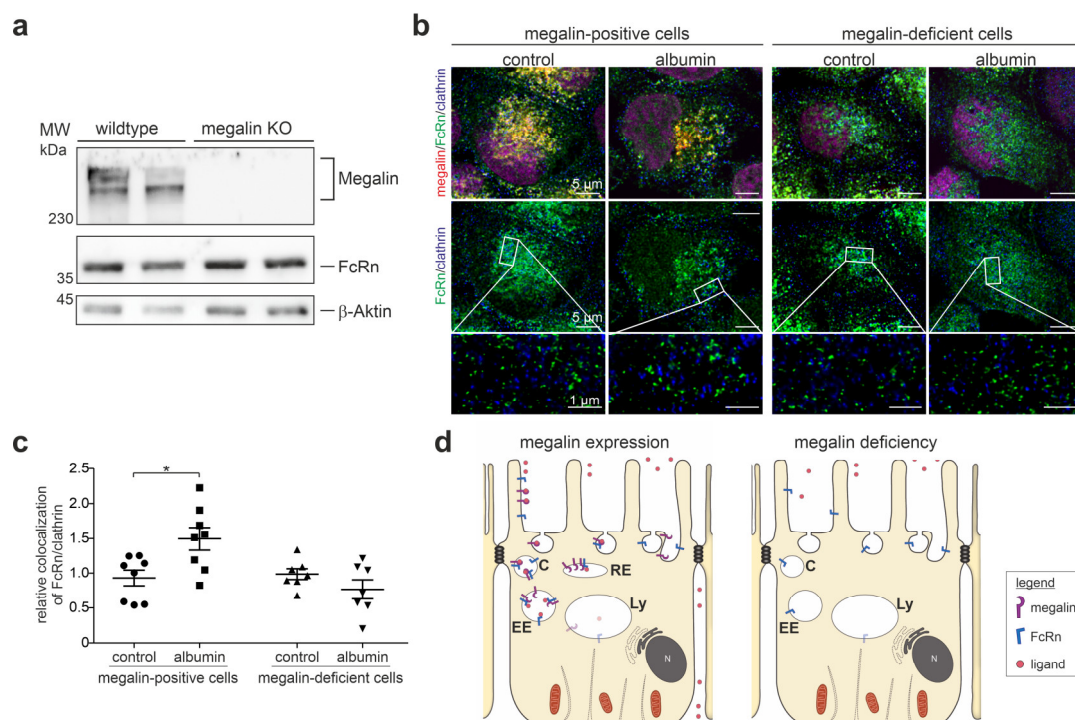 a
MW
kDa
wildtype megalin KO
Megalin
230
FcRn
35
45
β-Aktin
b
megalin-positive cells megalin-deficient cells
control albumin control albumin
megalin/FcRn/clathrin
5 µm
FcRn/clathrin
5 µm
1 µm
c
relative colocalization
of FcRn/clathrin
2.5
2.0
1.5
1.0
0.5
0
*
control albumin control albumin
megalin-positive cells megalin-deficient cells
d
megalin expression megalin deficiency
C
RE
EE
Ly
N
C
EE
Ly
N
legend
megalin
FcRn
ligand